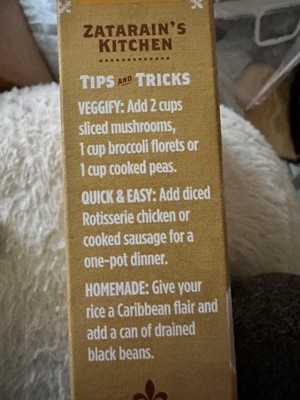 ZATARAIN'S
KITCHEN
TIPS AND TRICKS
VEGGIFY: Add 2 cups
sliced mushrooms,
1 cup broccoli florets or
1 cup cooked peas.
QUICK & EASY: Add diced
Rotisserie chicken or
cooked sausage for a
one-pot dinner.
HOMEMADE: Give your
rice a Caribbean flair and
add a can of drained
black beans.